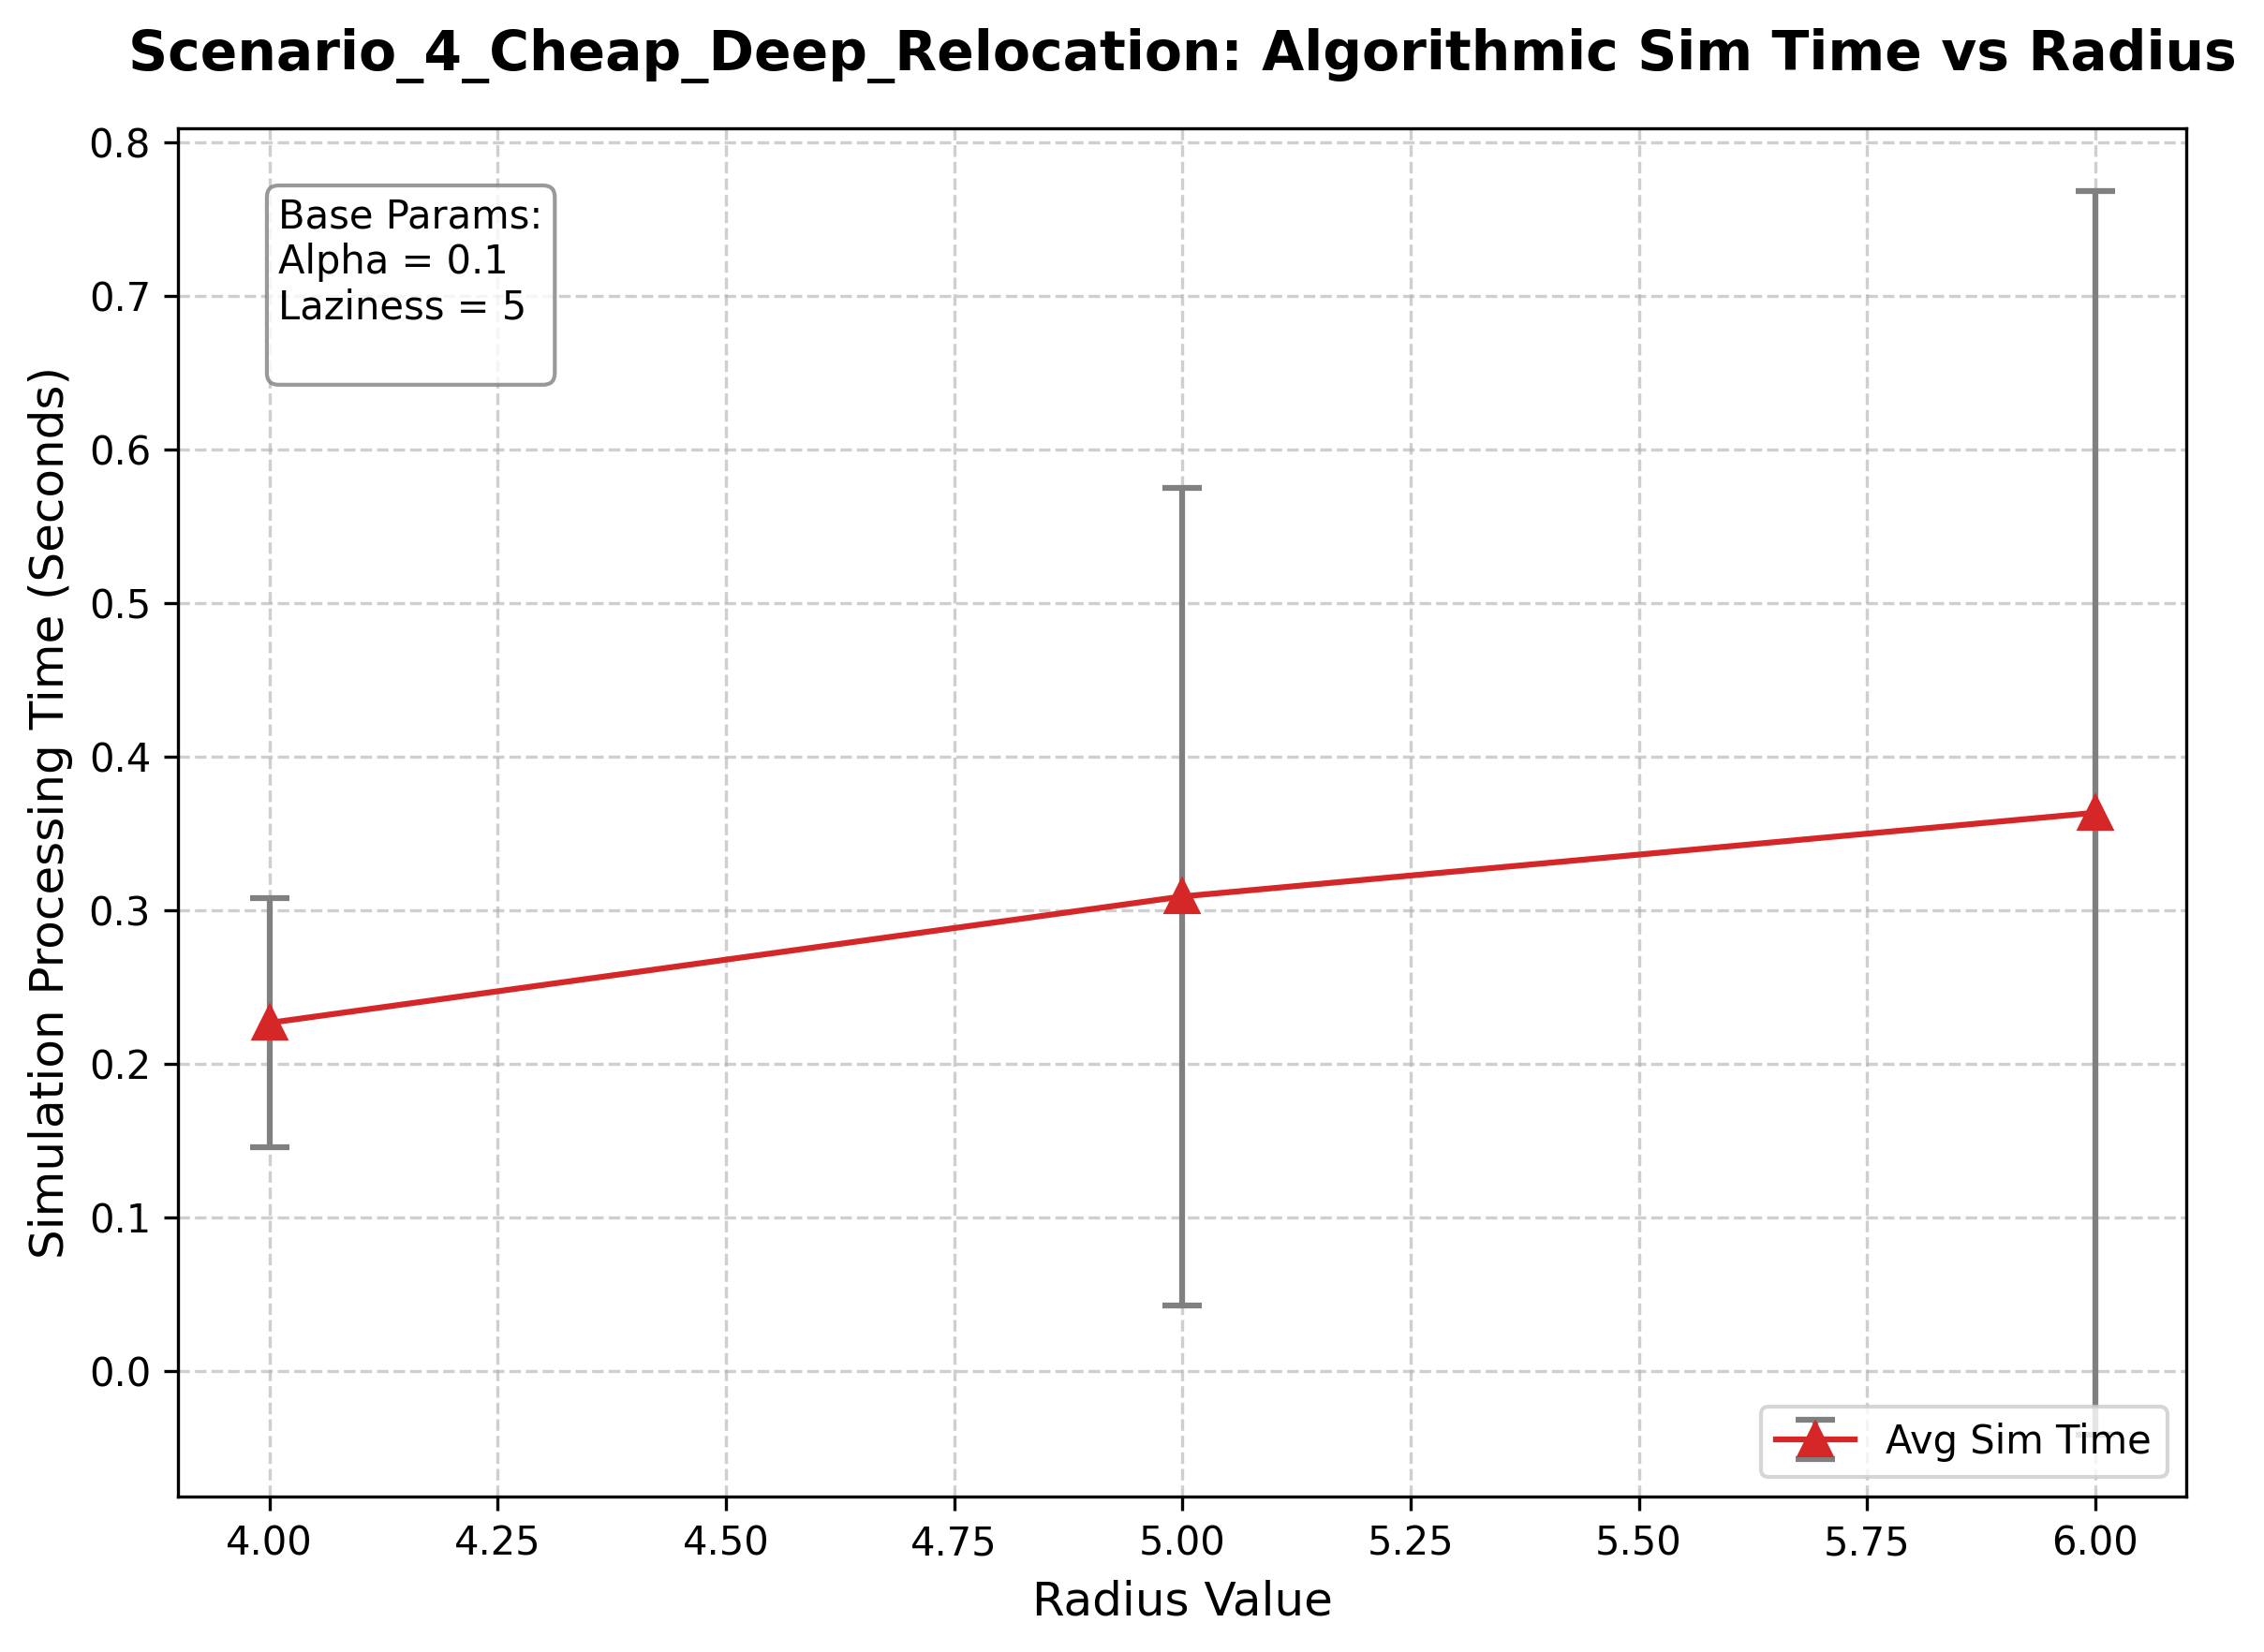 Scenario_4_Cheap_Deep_Relocation: Algorithmic Sim Time vs Radius
Simulation Processing Time (Seconds)
0.8
0.7
0.6
0.5
0.4
0.3
0.2
0.1
0.0
Base Params:
Alpha = 0.1
Laziness = 5
Avg Sim Time
4.00 4.25 4.50 4.75 5.00 5.25 5.50 5.75 6.00
Radius Value